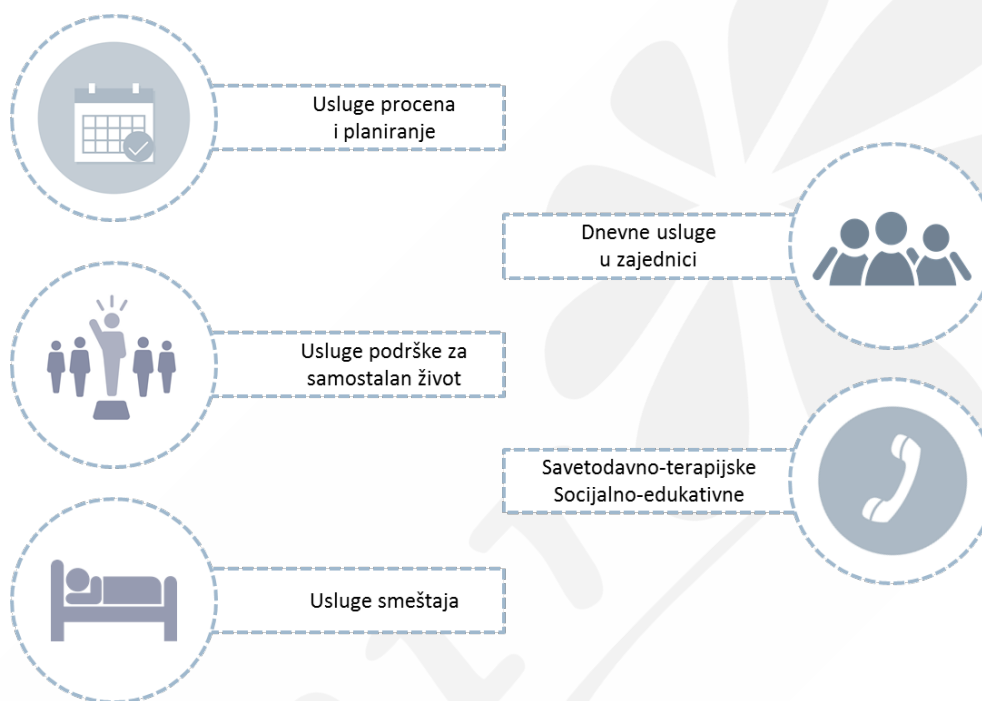 Usluge procena
i planiranje
Dnevne usluge
u zajednici
Usluge podrške za
samostalan život
Savetodavno-terapijske
Socijalno-edukativne
Usluge smeštaja